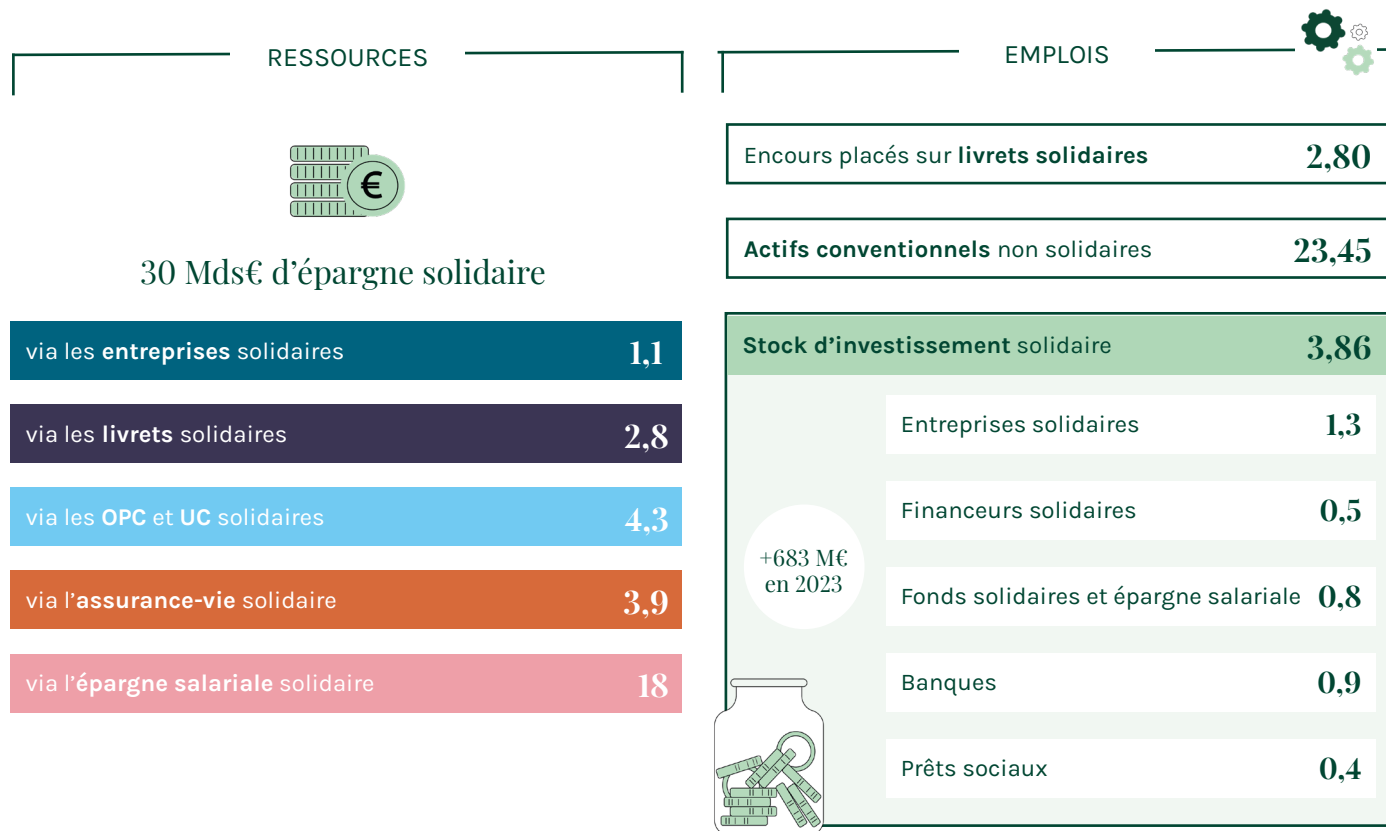 RESSOURCES
€
30 Mds€ d’épargne solidaire
via les entreprises solidaires 1,1
via les livrets solidaires 2,8
via les OPC et UC solidaires 4,3
via l’assurance-vie solidaire 3,9
via l’épargne salariale solidaire 18
EMPLOIS
Encours placés sur livrets solidaires 2,80
Actifs conventionnels non solidaires 23,45
Stock d’investissement solidaire 3,86
+683 M€
en 2023
Entreprises solidaires 1,3
Financeurs solidaires 0,5
Fonds solidaires et épargne salariale 0,8
Banques 0,9
Prêts sociaux 0,4